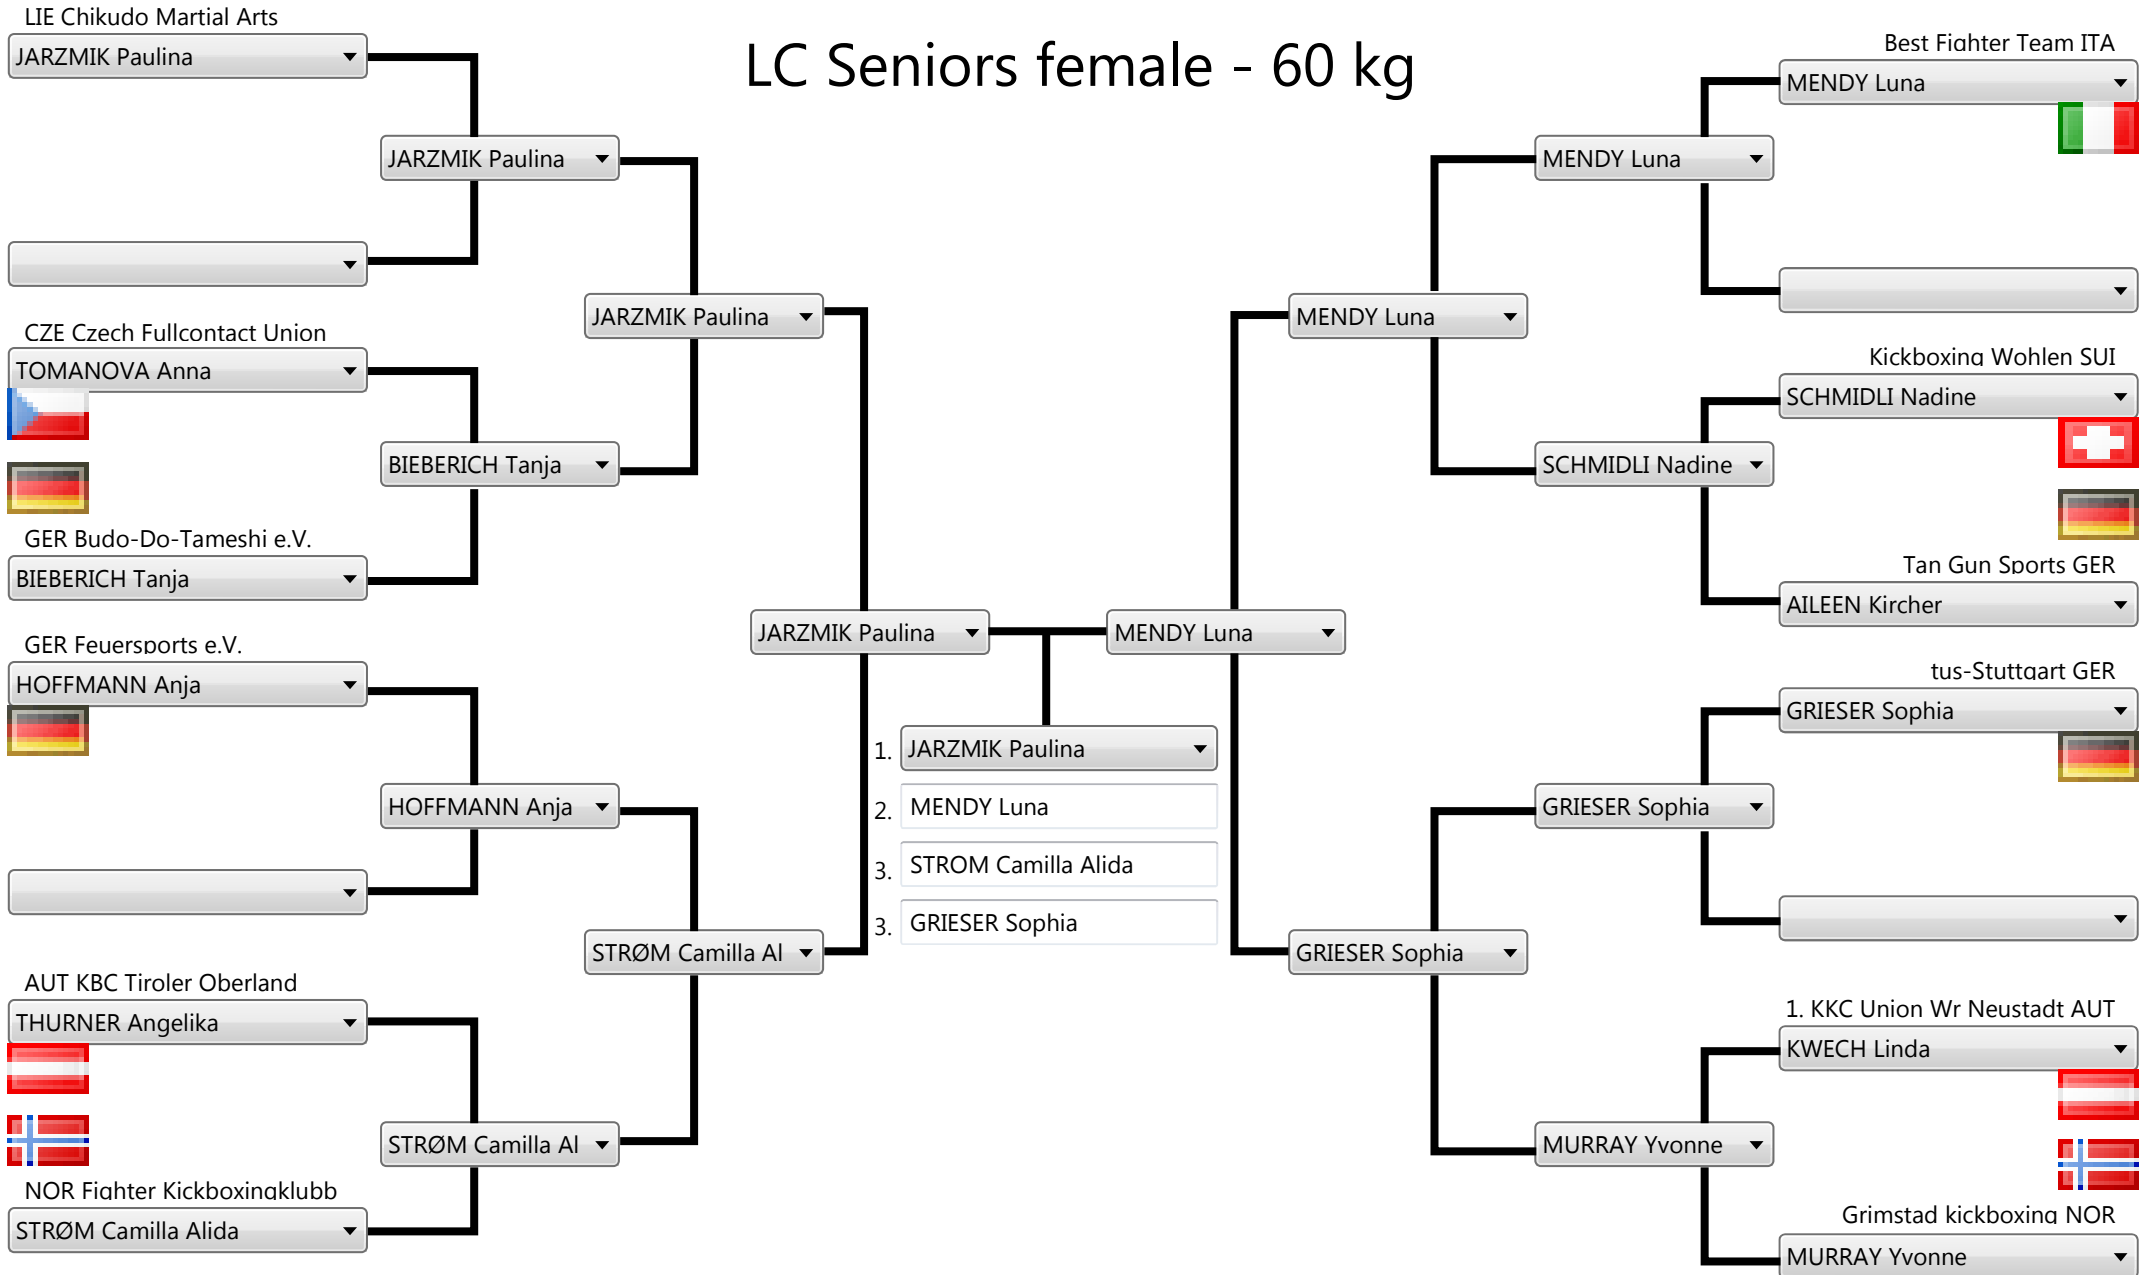 LC Seniors female - 60 kg
LIE Chikudo Martial Arts
JARZMIK Paulina
JARZMIK Paulina
CZE Czech Fullcontact Union
TOMANOVA Anna
JARZMIK Paulina
BIEBERICH Tanja
GER Budo-Do-Tameshi e.V.
BIEBERICH Tanja
GER Feuersports e.V.
HOFFMANN Anja
JARZMIK Paulina
HOFFMANN Anja
STRØM Camilla Al
AUT KBC Tiroler Oberland
THURNER Angelika
STRØM Camilla Al
NOR Fighter Kickboxingklubb
STRØM Camilla Alida
1. JARZMIK Paulina
2. MENDY Luna
3. STROM Camilla Alida
3. GRIESER Sophia
Best Fighter Team ITA
MENDY Luna
MENDY Luna
MENDY Luna
Kickboxing Wohlen SUI
SCHMIDLI Nadine
SCHMIDLI Nadine
Tan Gun Sports GER
AILEEN Kircher
MENDY Luna
tus-Stuttgart GER
GRIESER Sophia
GRIESER Sophia
GRIESER Sophia
1. KKC Union Wr Neustadt AUT
KWECH Linda
MURRAY Yvonne
Grimstad kickboxing NOR
MURRAY Yvonne